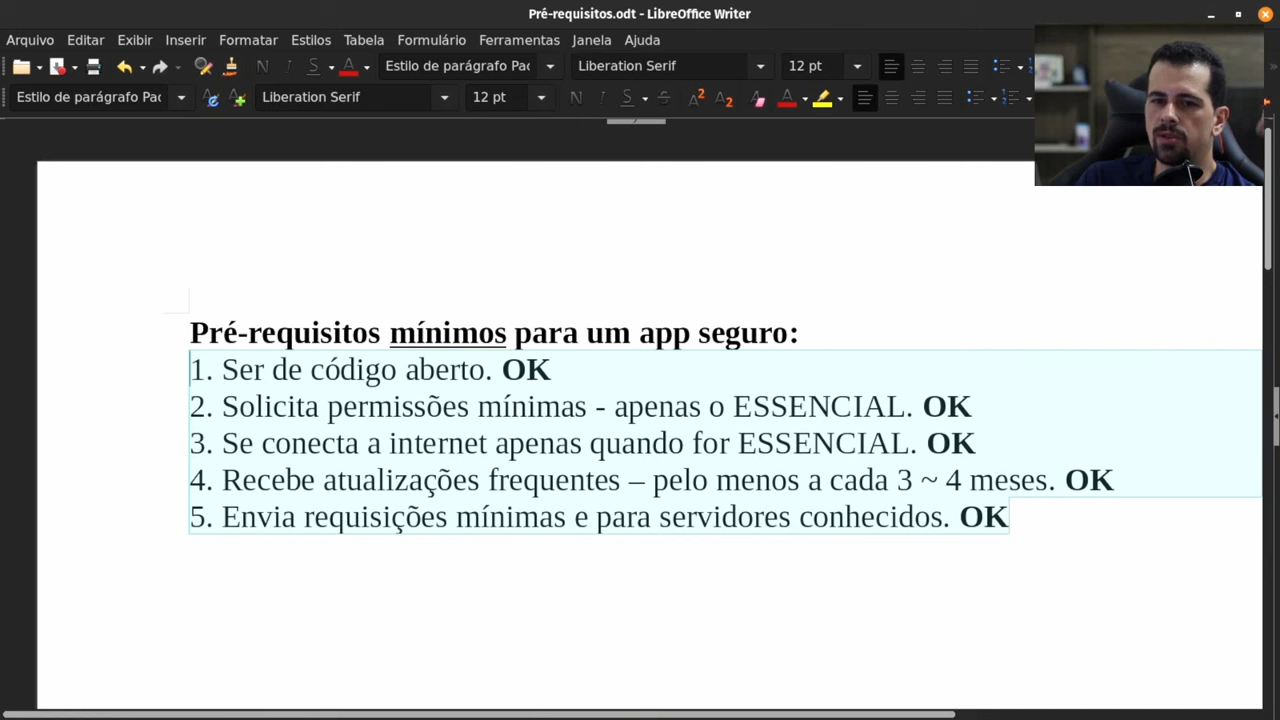 Pré-requisitos.odt - LibreOffice Writer
Arquivo Editar Exibir Inserir Formatar Estilos Tabela Formulário Ferramentas Janela Ajuda
Estilo de parágrafo Pac Liberation Serif 12 pt
Estilo de parágrafo Pac Liberation Serif 12 pt
Pré-requisitos mínimos para um app seguro:
1. Ser de código aberto. OK
2. Solicita permissões mínimas - apenas o ESSENCIAL. OK
3. Se conecta a internet apenas quando for ESSENCIAL. OK
4. Recebe atualizações frequentes – pelo menos a cada 3 ~ 4 meses. OK
5. Envia requisições mínimas e para servidores conhecidos. OK